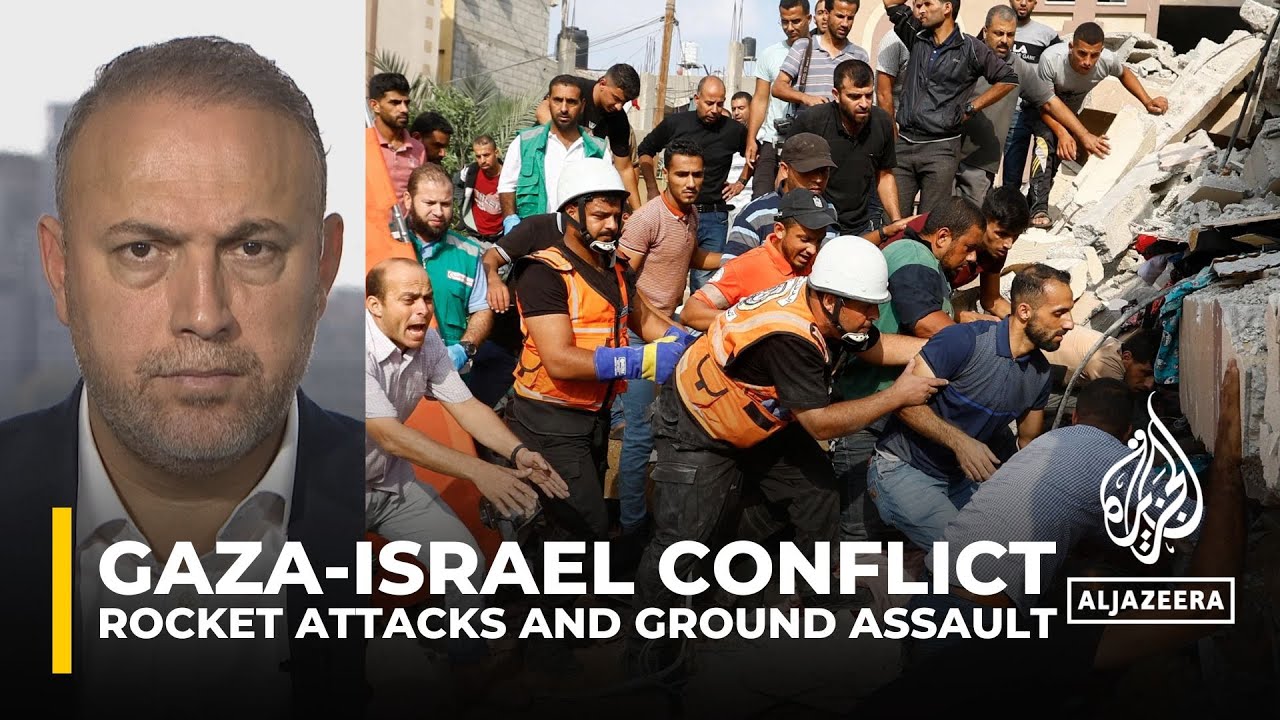 GAZA-ISRAEL CONFLICT
ROCKET ATTACKS AND GROUND ASSAULT
الجزيرة
ALJAZEERA